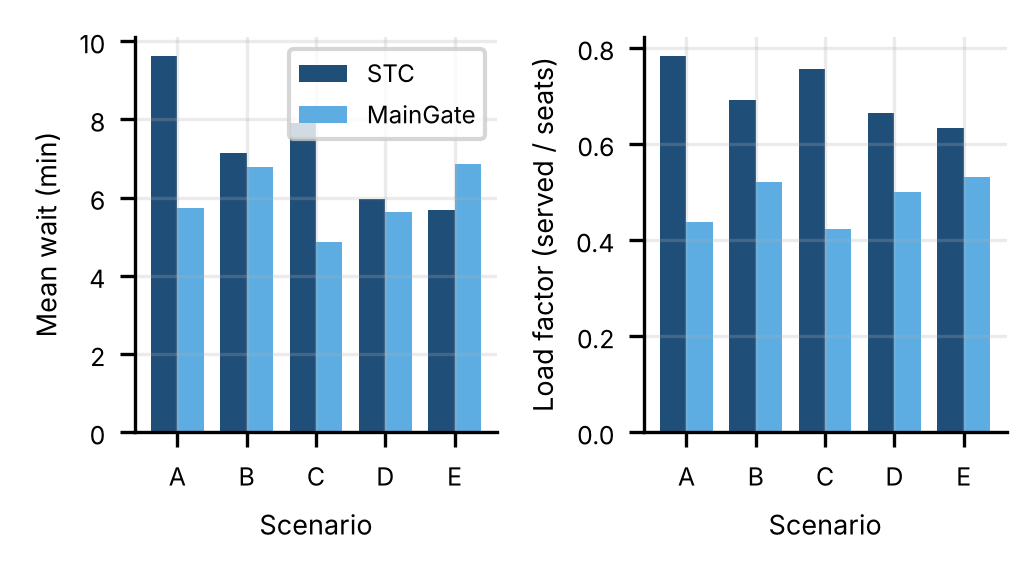 Mean wait (min)
10
8
6
4
2
0
STC
MainGate
A B C D E
Scenario
Load factor (served / seats)
0.8
0.6
0.4
0.2
0.0
A B C D E
Scenario